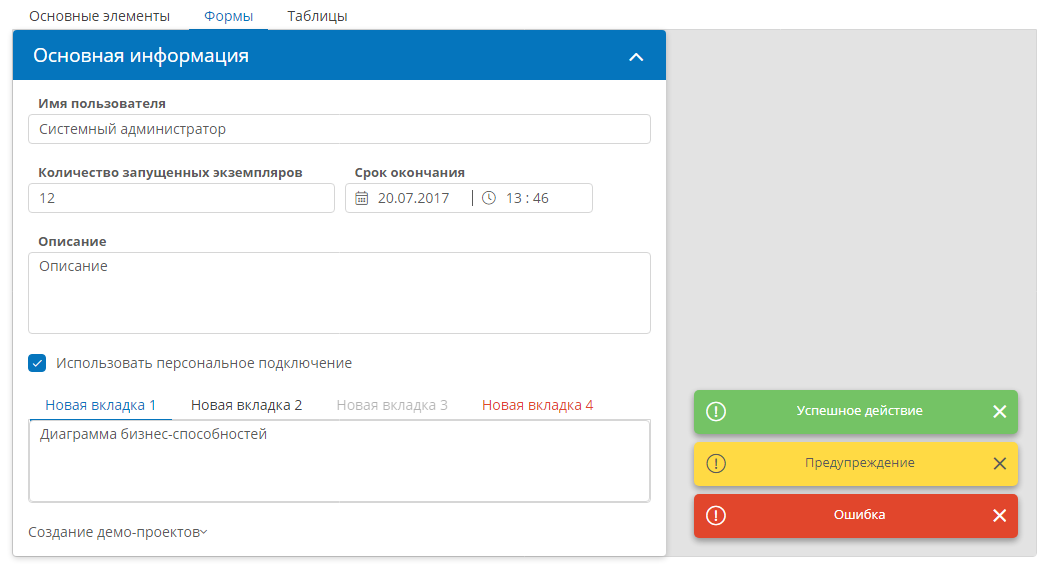 Основные элементы Формы Таблицы
Основная информация
Имя пользователя
Системный администратор
Количество запущенных экземпляров Срок окончания
12 20.07.2017 13 : 46
Описание
Описание
Использовать персональное подключение
Новая вкладка 1 Новая вкладка 2 Новая вкладка 3 Новая вкладка 4
Диаграмма бизнес-способностей
Создание демо-проектов
Успешное действие
Предупреждение
Ошибка